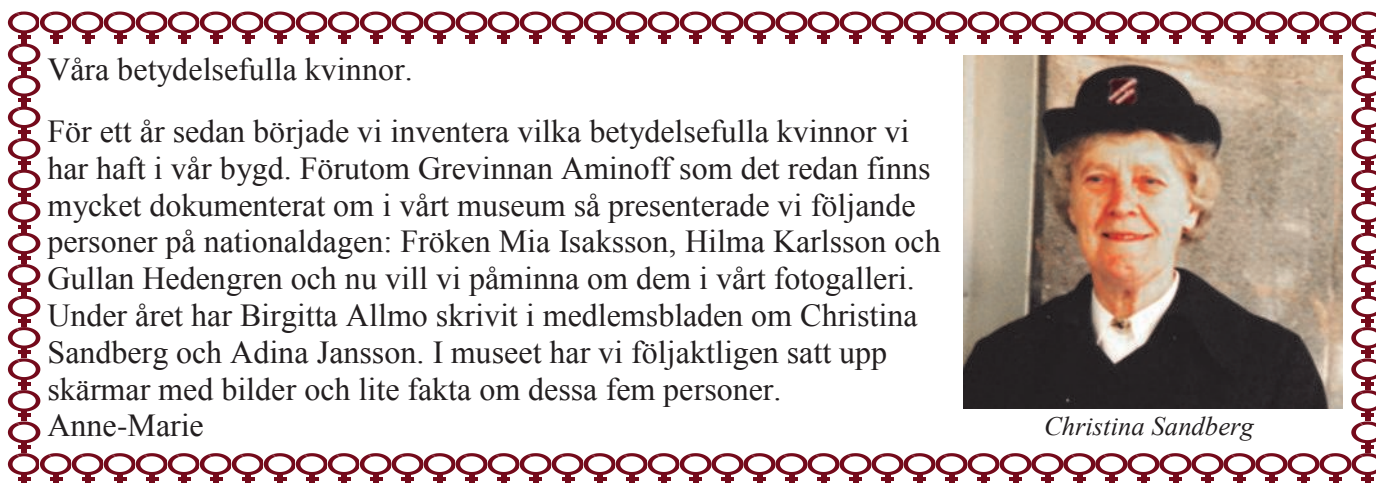 Våra betydelsefulla kvinnor.
För ett år sedan började vi inventera vilka betydelsefulla kvinnor vi
har haft i vår bygd. Förutom Grevinnan Aminoff som det redan finns
mycket dokumenterat om i vårt museum så presenterade vi följande
personer på nationaldagen: Fröken Mia Isaksson, Hilma Karlsson och
Gullan Hedengren och nu vill vi påminna om dem i vårt fotogalleri.
Under året har Birgitta Allmo skrivit i medlemsbladen om Christina
Sandberg och Adina Jansson. I museet har vi följaktligen satt upp
skärmar med bilder och lite fakta om dessa fem personer.
Anne-Marie
Christina Sandberg